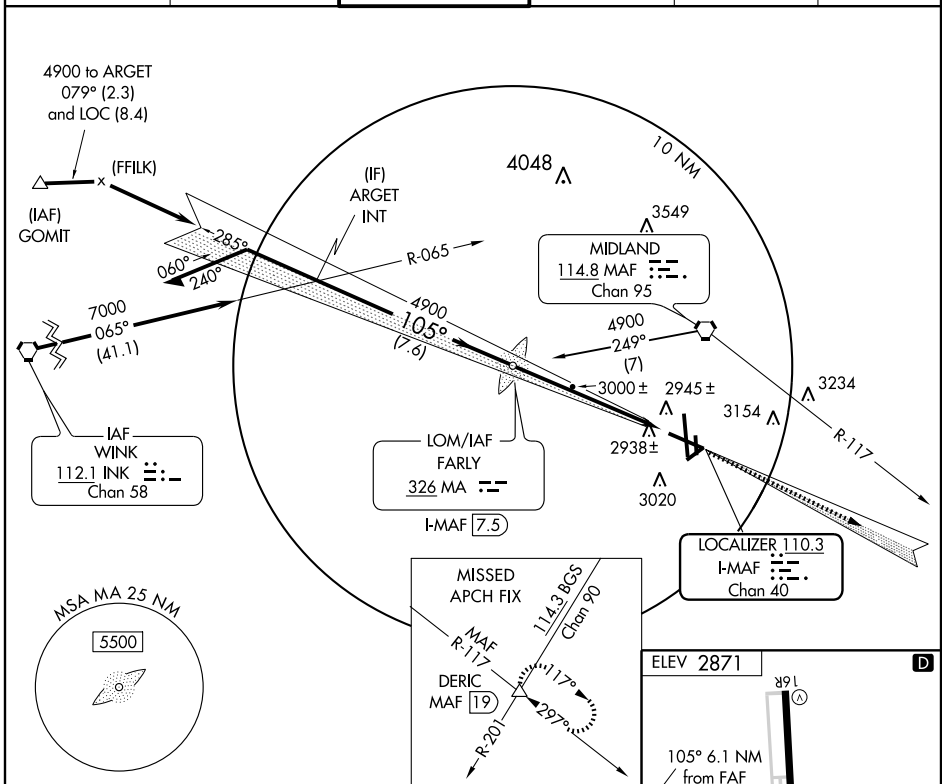 4900 to ARGET
079° (2.3)
and LOC (8.4)
(FFILK)
x
(IAF)
GOMIT
(IF)
ARGET
INT
4048
10 NM
3549
MIDLAND
114.8 MAF
Chan 95
285°
060°
240°
R-065
7000
065°
(41.1)
4900
105°
(7.6)
4900
249°
(7)
3000±
2945±
3154
3234
2938±
3020
R-117
IAF
WINK
112.1 INK
Chan 58
LOM/IAF
FARLY
326 MA
I-MAF 7.5
LOCALIZER 110.3
I-MAF
Chan 40
MSA MA 25 NM
5500
MISSED
APCH FIX
114.3 BGS
Chan 90
MAF
R-117
DERIC
MAF 19
117°
297°
R-201
ELEV 2871
D
16R
V
105° 6.1 NM
from FAF